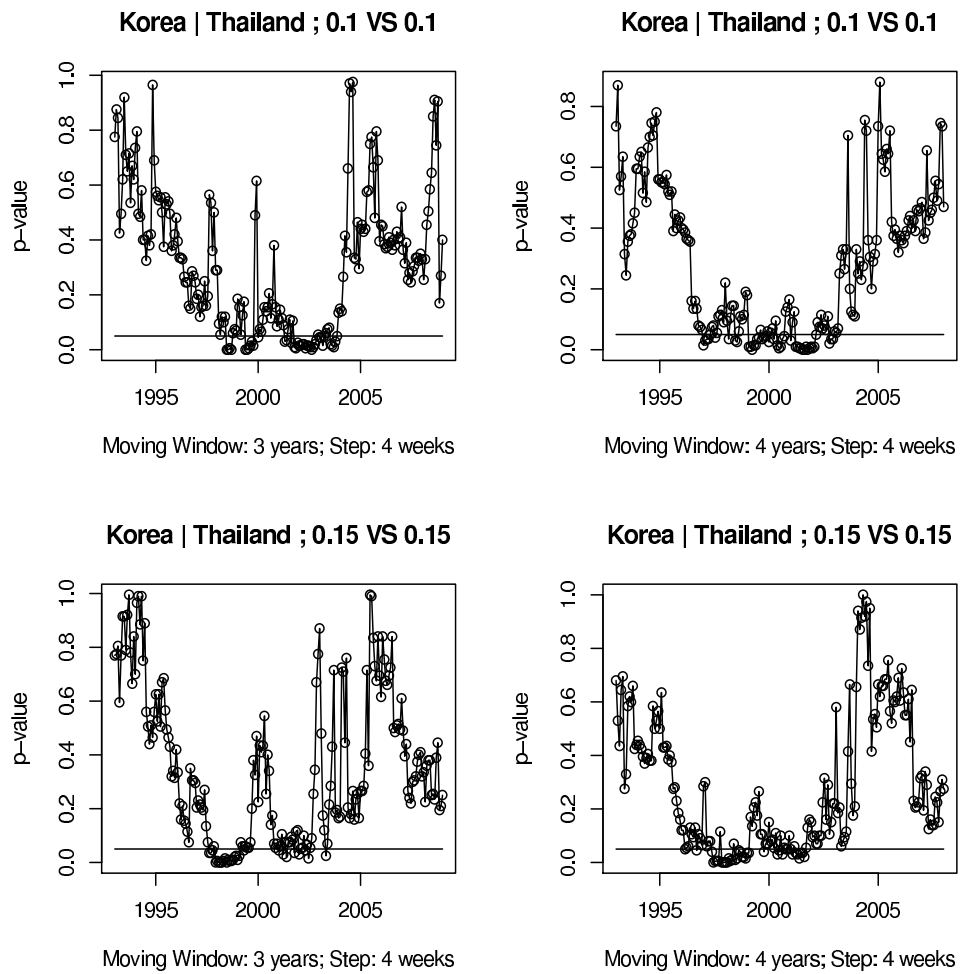 Korea | Thailand ; 0.1 VS 0.1
p-value
1.0
0.8
0.6
0.4
0.2
0.0
1995 2000 2005
Moving Window: 3 years; Step: 4 weeks
Korea | Thailand ; 0.1 VS 0.1
p-value
0.8
0.6
0.4
0.2
0.0
1995 2000 2005
Moving Window: 4 years; Step: 4 weeks
Korea | Thailand ; 0.15 VS 0.15
p-value
1.0
0.8
0.6
0.4
0.2
0.0
1995 2000 2005
Moving Window: 3 years; Step: 4 weeks
Korea | Thailand ; 0.15 VS 0.15
p-value
1.0
0.8
0.6
0.4
0.2
0.0
1995 2000 2005
Moving Window: 4 years; Step: 4 weeks